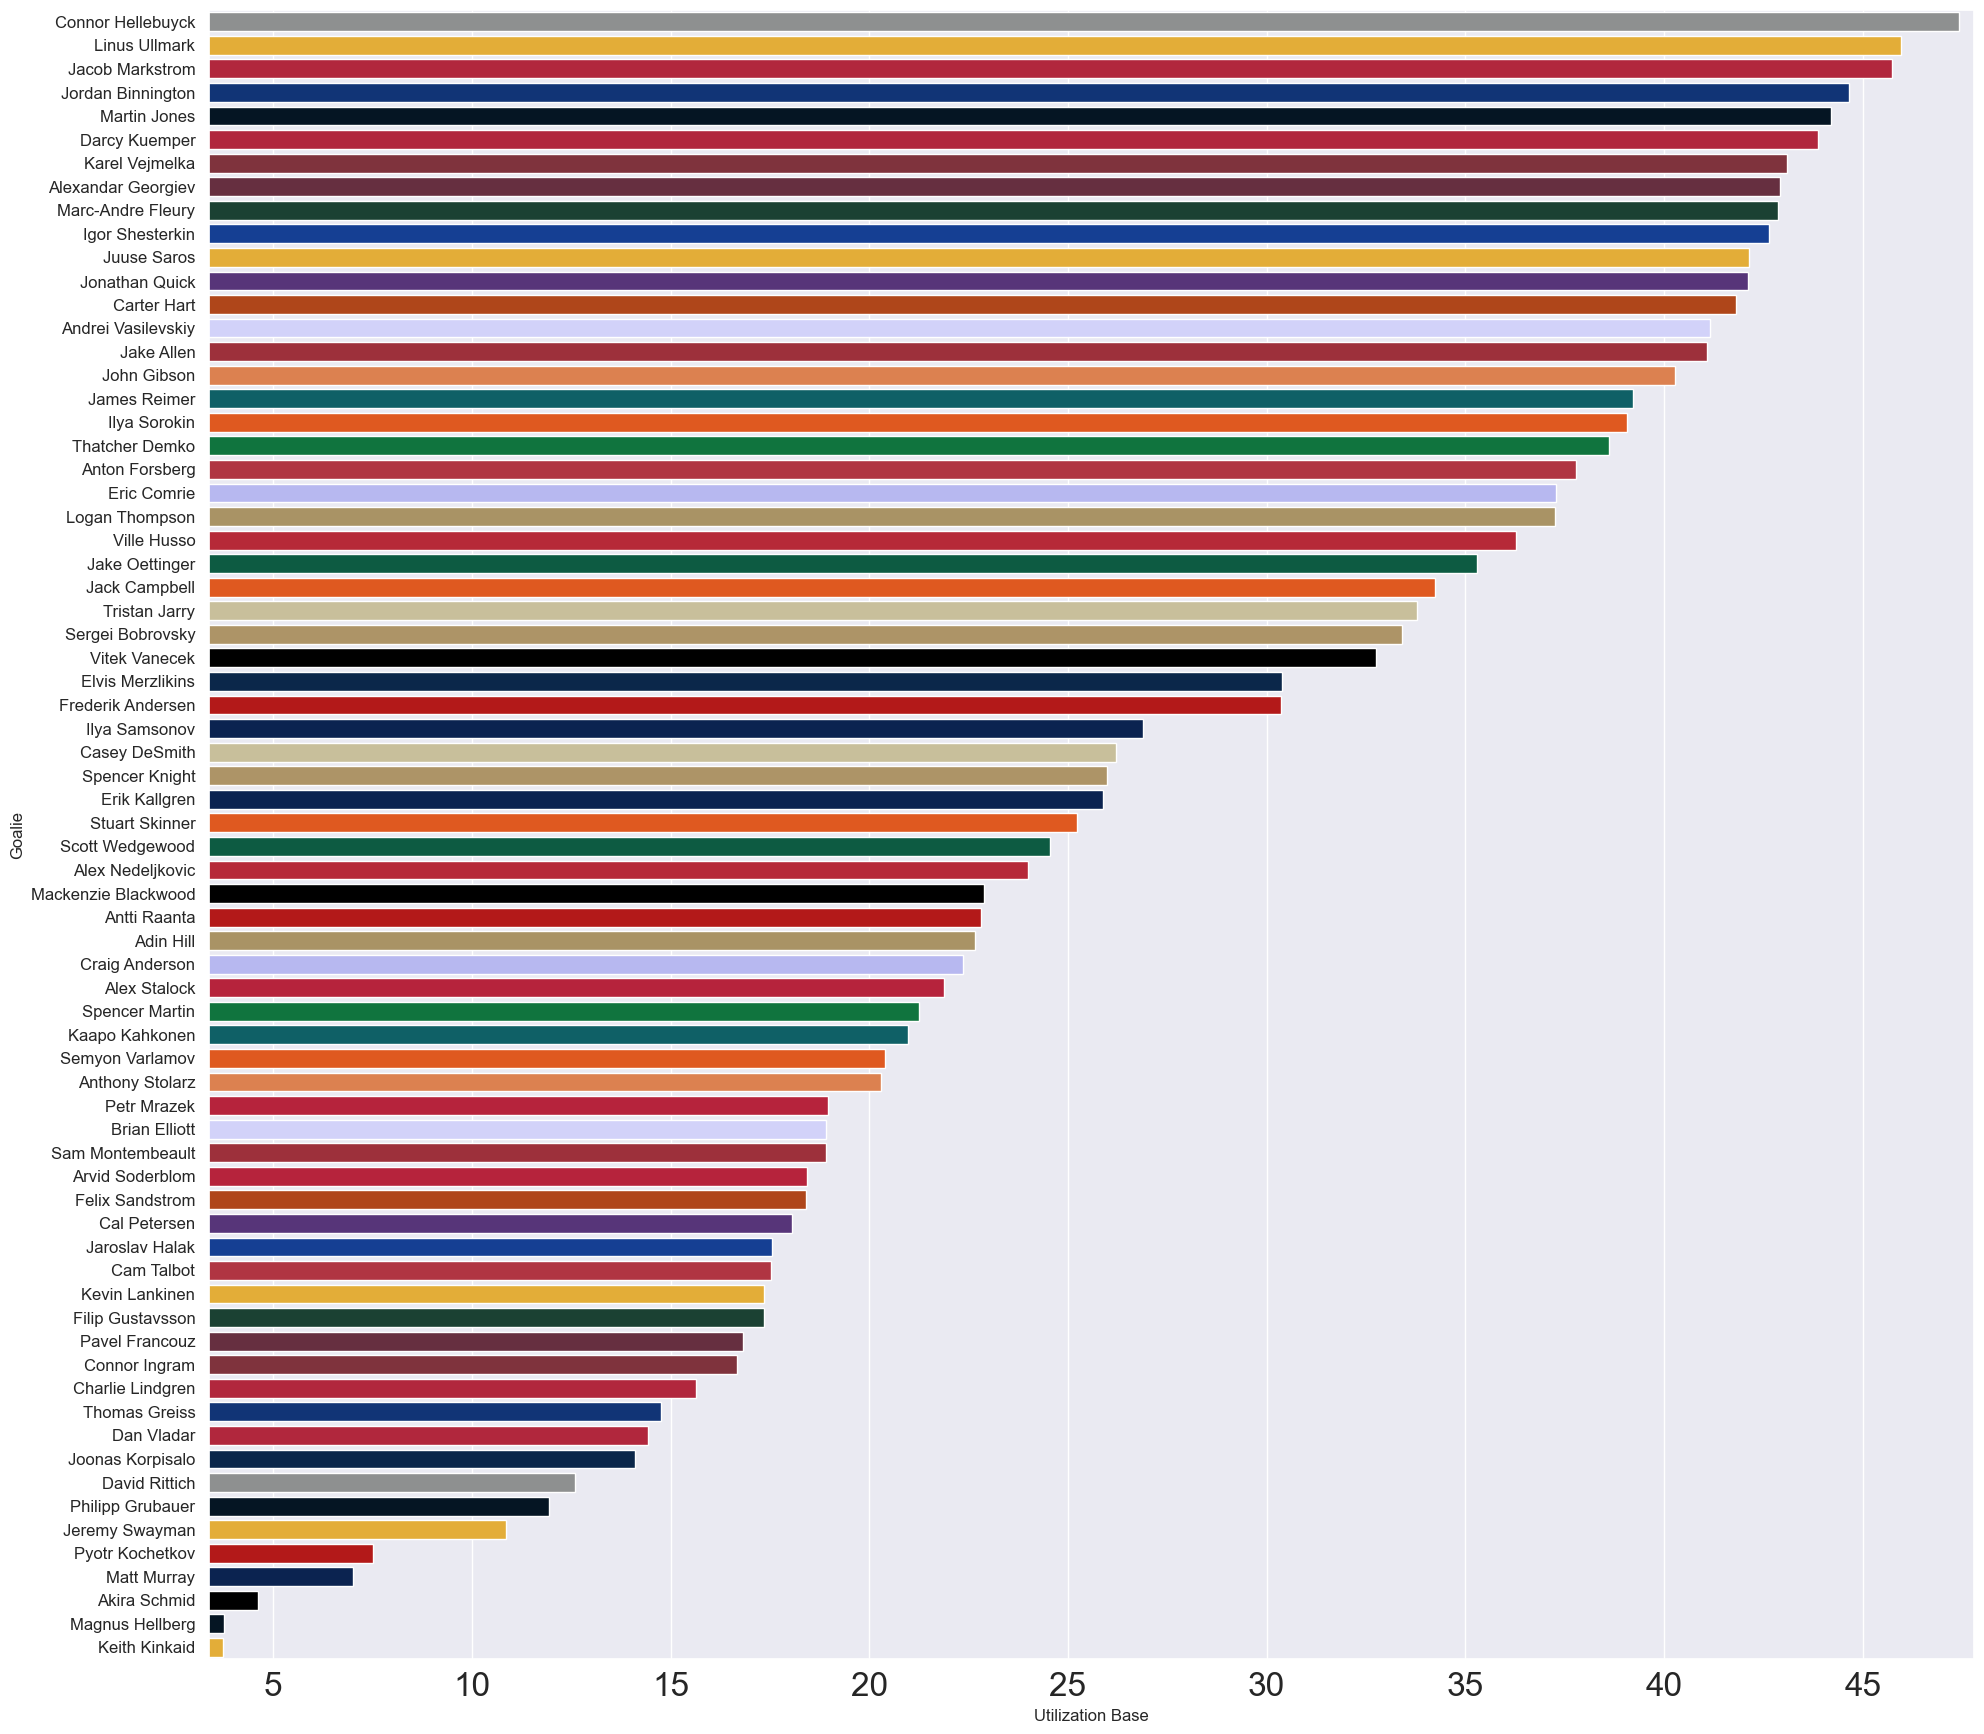 Connor Hellebuyck
Linus Ullmark
Jacob Markstrom
Jordan Binnington
Martin Jones
Darcy Kuemper
Karel Vejmelka
Alexandar Georgiev
Marc-Andre Fleury
Igor Shesterkin
Juuse Saros
Jonathan Quick
Carter Hart
Andrei Vasilevskiy
Jake Allen
John Gibson
James Reimer
Ilya Sorokin
Thatcher Demko
Anton Forsberg
Eric Comrie
Logan Thompson
Ville Husso
Jake Oettinger
Jack Campbell
Tristan Jarry
Sergei Bobrovsky
Vitek Vanecek
Elvis Merzlikins
Frederik Andersen
Ilya Samsonov
Casey DeSmith
Spencer Knight
Erik Kallgren
Stuart Skinner
Scott Wedgewood
Alex Nedeljkovic
Mackenzie Blackwood
Antti Raanta
Adin Hill
Craig Anderson
Alex Stalock
Spencer Martin
Kaapo Kahkonen
Semyon Varlamov
Anthony Stolarz
Petr Mrazek
Brian Elliott
Sam Montembeault
Arvid Soderblom
Felix Sandstrom
Cal Petersen
Jaroslav Halak
Cam Talbot
Kevin Lankinen
Filip Gustavsson
Pavel Francouz
Connor Ingram
Charlie Lindgren
Thomas Greiss
Dan Vladar
Joonas Korpisalo
David Rittich
Philipp Grubauer
Jeremy Swayman
Pyotr Kochetkov
Matt Murray
Akira Schmid
Magnus Hellberg
Keith Kinkaid
Goalie
5 10 15 20 25 30 35 40 45
Utilization Base